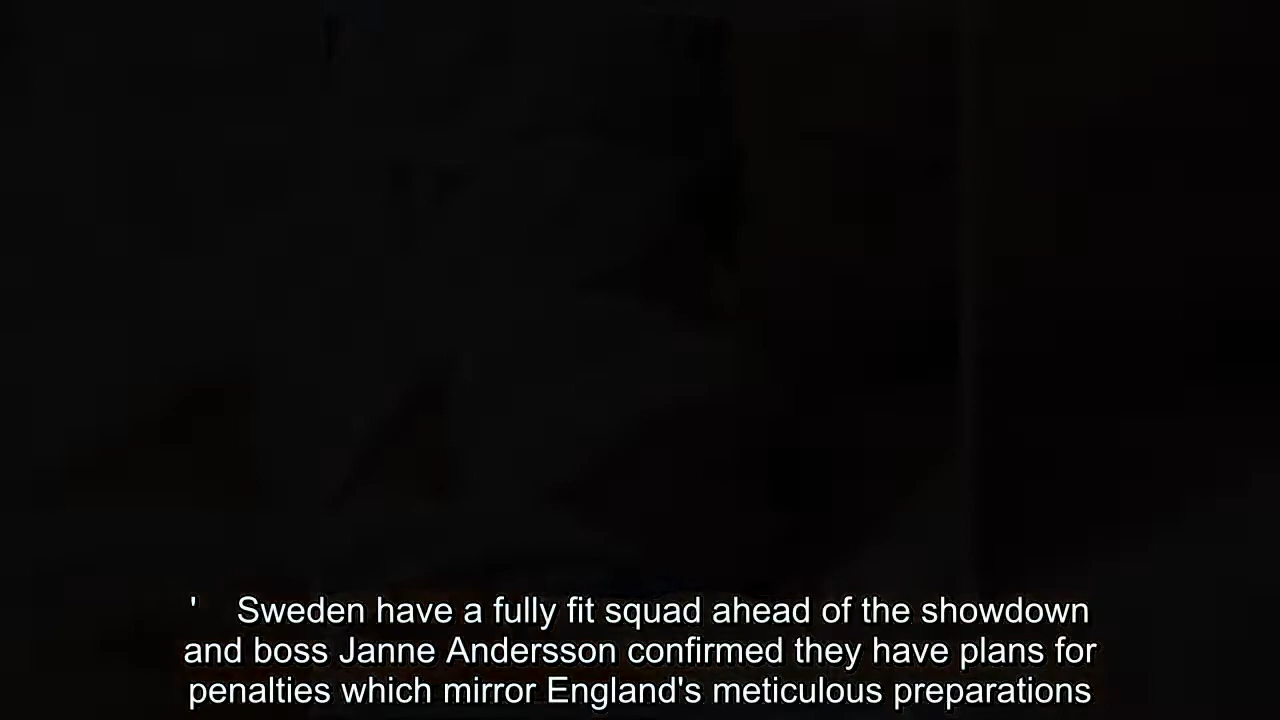 ' Sweden have a fully fit squad ahead of the showdown
and boss Janne Andersson confirmed they have plans for
penalties which mirror England's meticulous preparations